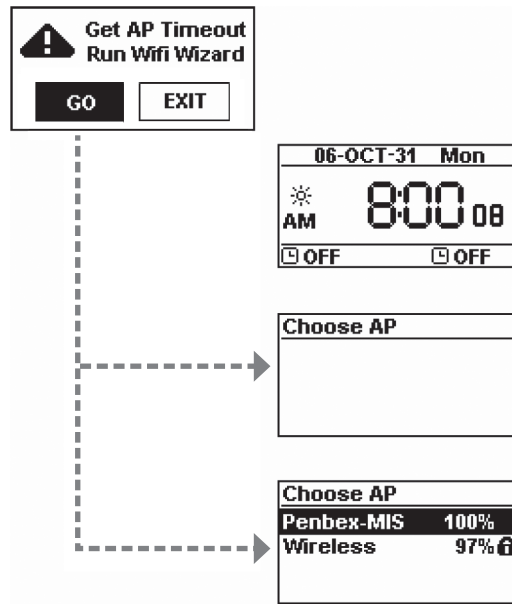 Get AP Timeout
Run Wifi Wizard
GO EXIT
06-OCT-31 Mon
AM 8:00 08
OFF OFF
Choose AP
Choose AP
Penbex-MIS 100%
Wireless 97%